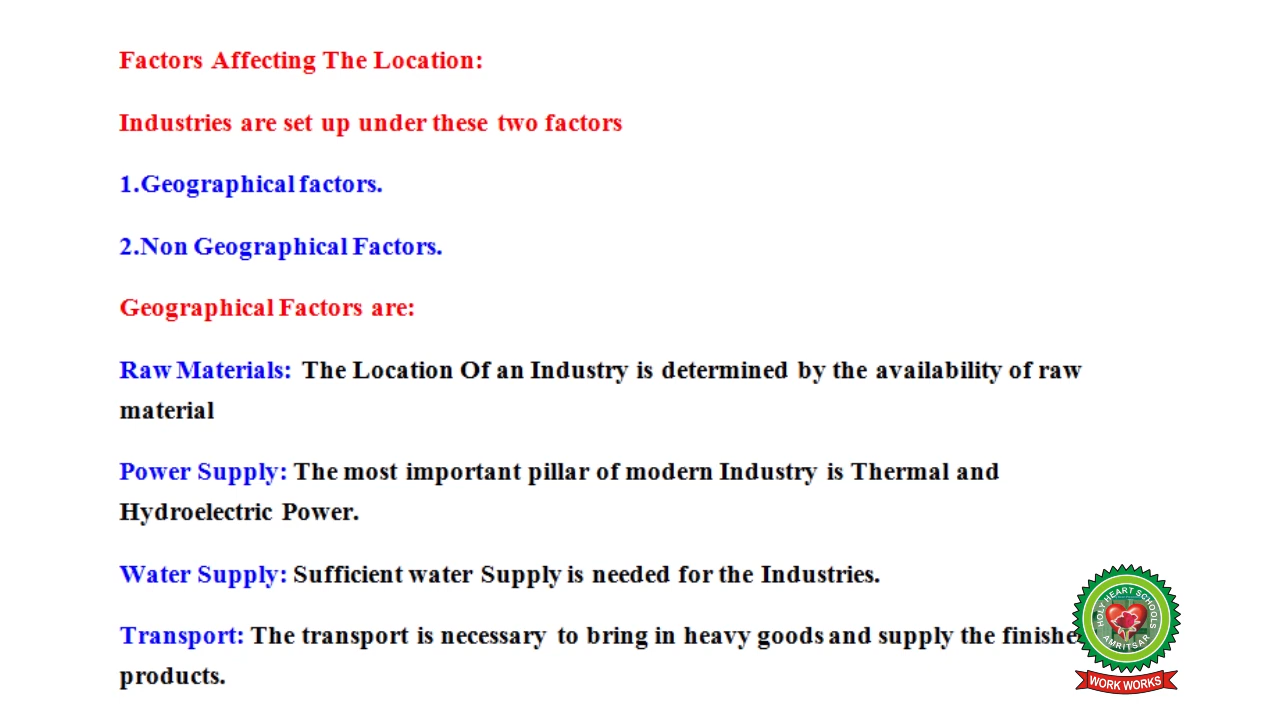 Factors Affecting The Location:
Industries are set up under these two factors
1.Geographical factors.
2.Non Geographical Factors.
Geographical Factors are:
Raw Materials: The Location Of an Industry is determined by the availability of raw
material
Power Supply: The most important pillar of modern Industry is Thermal and
Hydroelectric Power.
Water Supply: Sufficient water Supply is needed for the Industries.
Transport: The transport is necessary to bring in heavy goods and supply the finishe
products.
HOLY HEART SCHOOLS
AMRITSAR
WORK WORKS